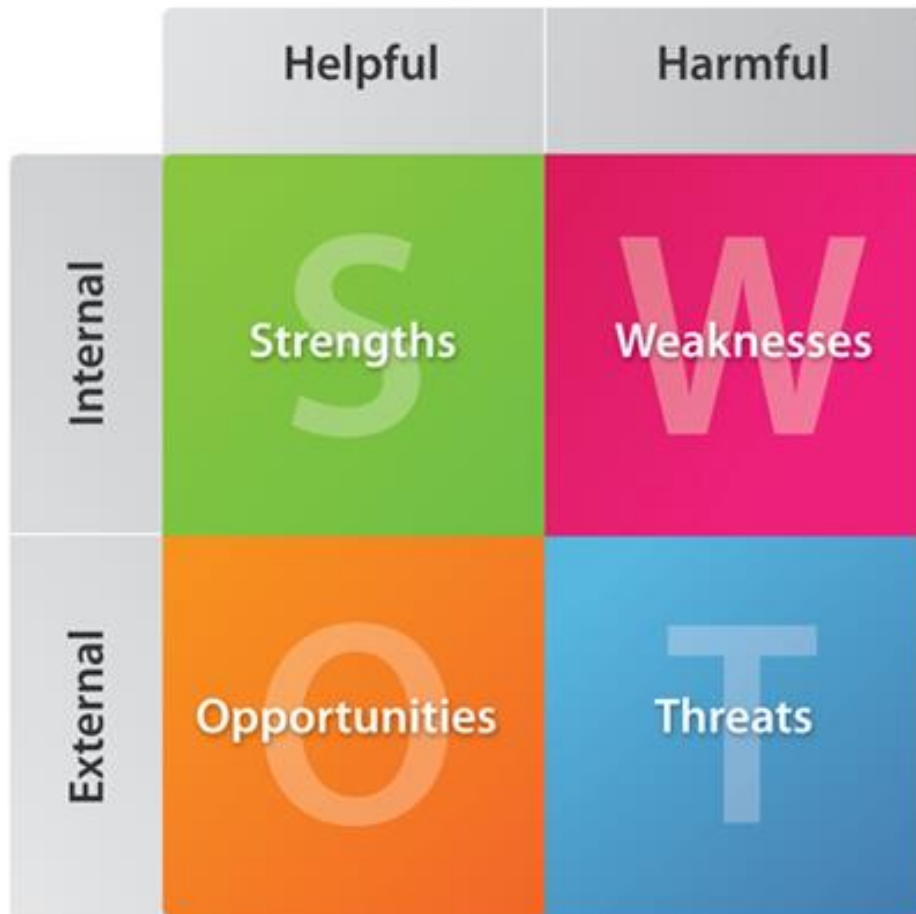 Helpful
Harmful
Internal
S
Strengths
W
Weaknesses
External
O
Opportunities
T
Threats